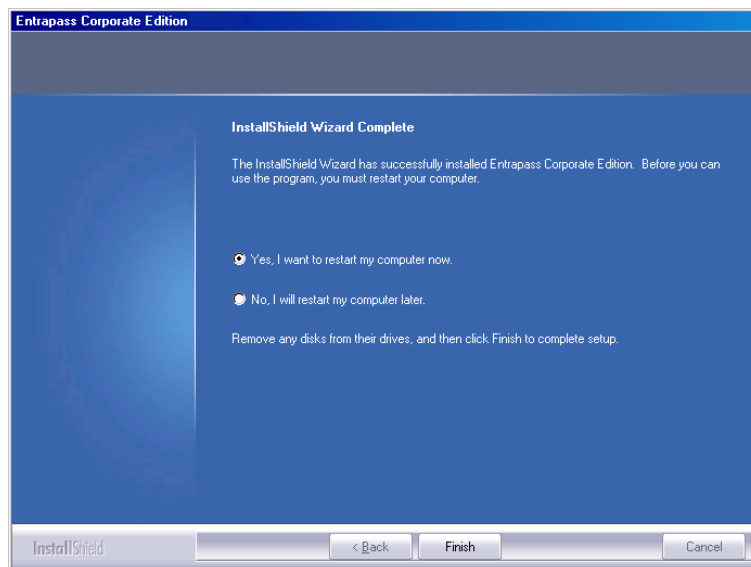 Entrapass Corporate Edition
InstallShield Wizard Complete
The InstallShield Wizard has successfully installed Entrapass Corporate Edition. Before you can
use the program, you must restart your computer.
Yes, I want to restart my computer now.
No, I will restart my computer later.
Remove any disks from their drives, and then click Finish to complete setup.
InstallShield
< Back
Finish
Cancel